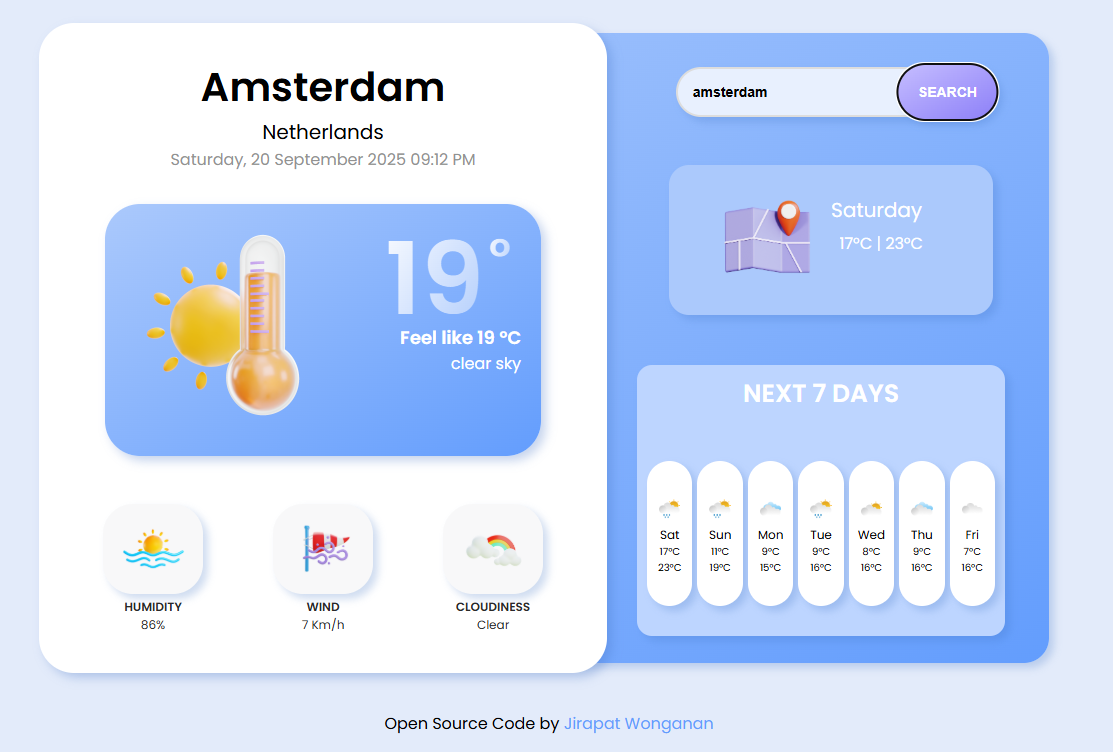 Amsterdam
Netherlands
Saturday, 20 September 2025 09:12 PM
19°
Feel like 19 ºC
clear sky
HUMIDITY
86%
WIND
7 Km/h
CLOUDINESS
Clear
amsterdam
SEARCH
Saturday
17ºC | 23ºC
NEXT 7 DAYS
Sat
17ºC
23ºC
Sun
11ºC
19ºC
Mon
9ºC
15ºC
Tue
9ºC
16ºC
Wed
8ºC
16ºC
Thu
9ºC
16ºC
Fri
7ºC
16ºC
Open Source Code by Jirapat Wonganan